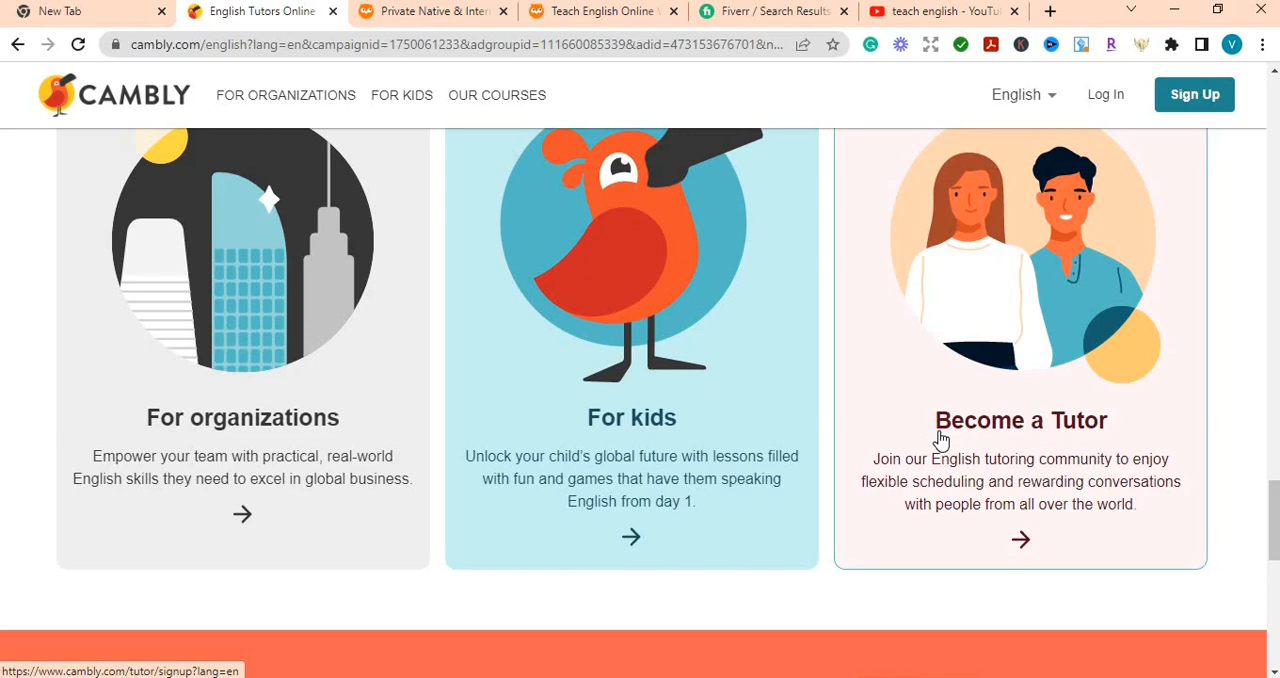 New Tab
English Tutors Online
Private Native & Inter
Teach English Online
Fiverr / Search Results
teach english - YouTu
cambly.com/english?lang=en&campaignid=1750061233&adgroupid=111660085339&adid=473153676701&n...
V
CAMBLY
FOR ORGANIZATIONS
FOR KIDS
OUR COURSES
English
Log In
Sign Up
For organizations
Empower your team with practical, real-world
English skills they need to excel in global business.
For kids
Unlock your child's global future with lessons filled
with fun and games that have them speaking
English from day 1.
Become a Tutor
Join our English tutoring community to enjoy
flexible scheduling and rewarding conversations
with people from all over the world.
https://www.cambly.com/tutor/signup?lang=en